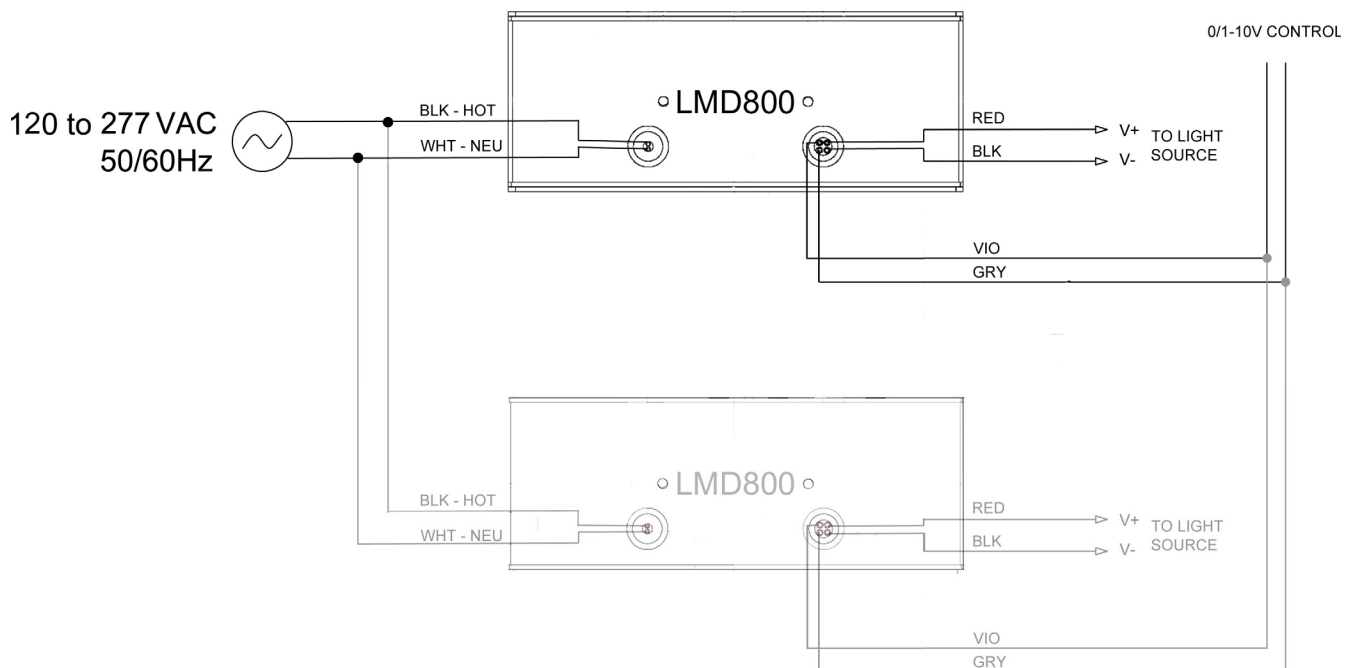 0/1-10V CONTROL
120 to 277 VAC
50/60Hz
BLK - HOT
WHT - NEU
LMD800
RED
BLK
V+
V-
TO LIGHT
SOURCE
VIO
GRY
BLK - HOT
WHT - NEU
LMD800
RED
BLK
V+
V-
TO LIGHT
SOURCE
VIO
GRY